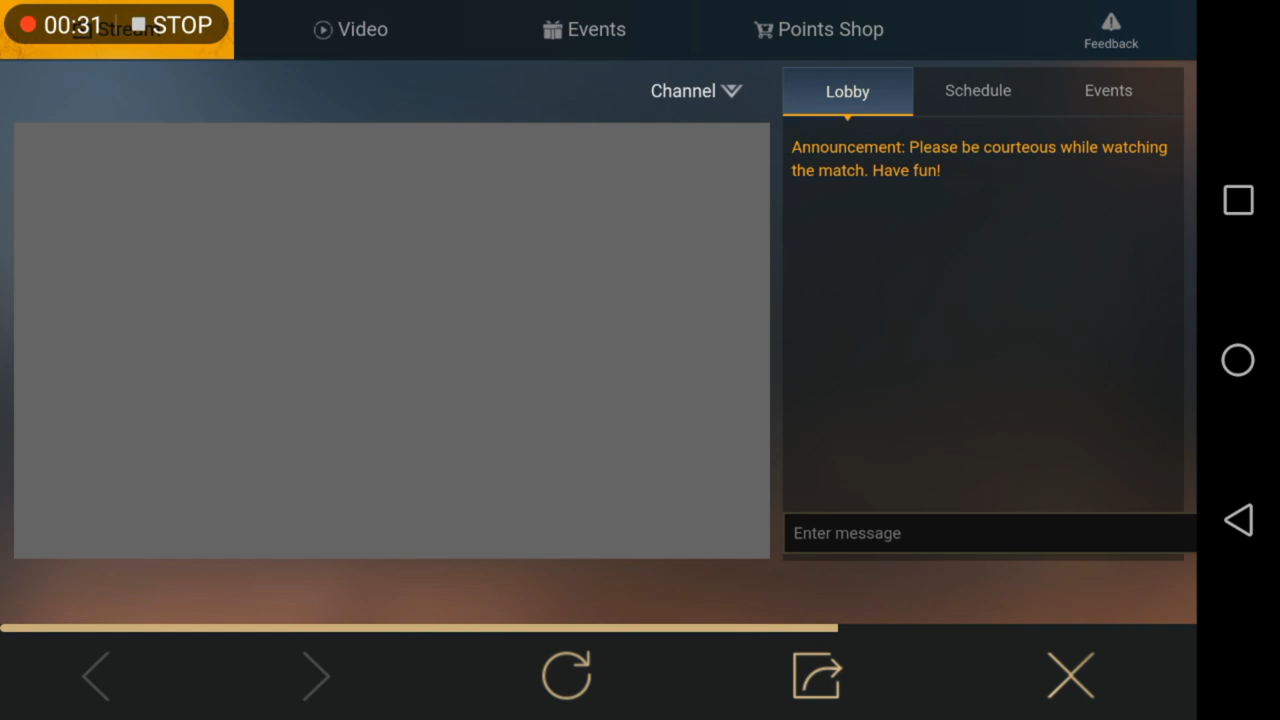 00:31 STOP
Stream
Video
Events
Points Shop
Feedback
Channel
Lobby
Schedule
Events
Announcement: Please be courteous while watching
the match. Have fun!
Enter message